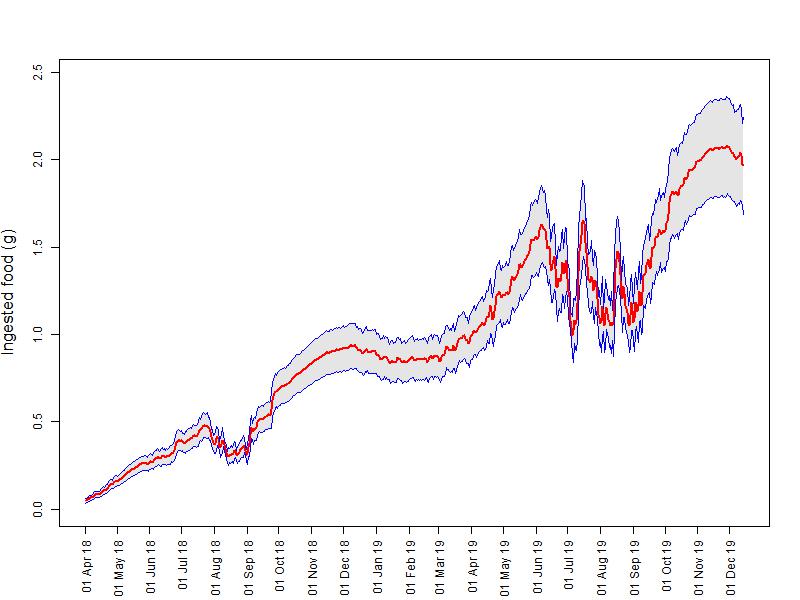 Ingested food (g)
2.5
2.0
1.5
1.0
0.5
0.0
01 Apr 18
01 May 18
01 Jun 18
01 Jul 18
01 Aug 18
01 Sep 18
01 Oct 18
01 Nov 18
01 Dec 18
01 Jan 19
01 Feb 19
01 Mar 19
01 Apr 19
01 May 19
01 Jun 19
01 Jul 19
01 Aug 19
01 Sep 19
01 Oct 19
01 Nov 19
01 Dec 19